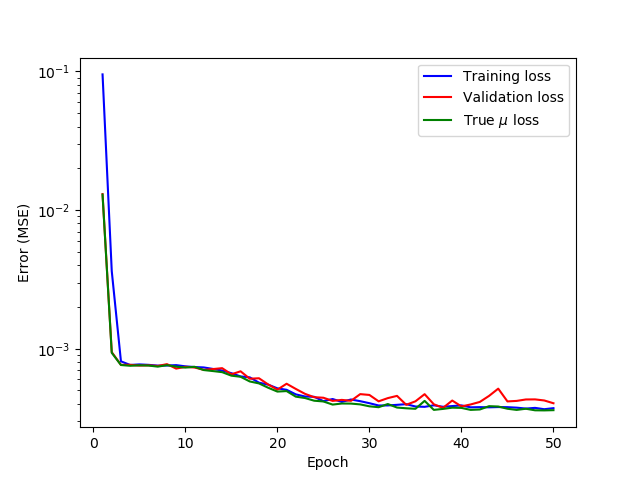 10⁻¹
10⁻²
10⁻³
Error (MSE)
Training loss
Validation loss
True μ loss
0 10 20 30 40 50
Epoch